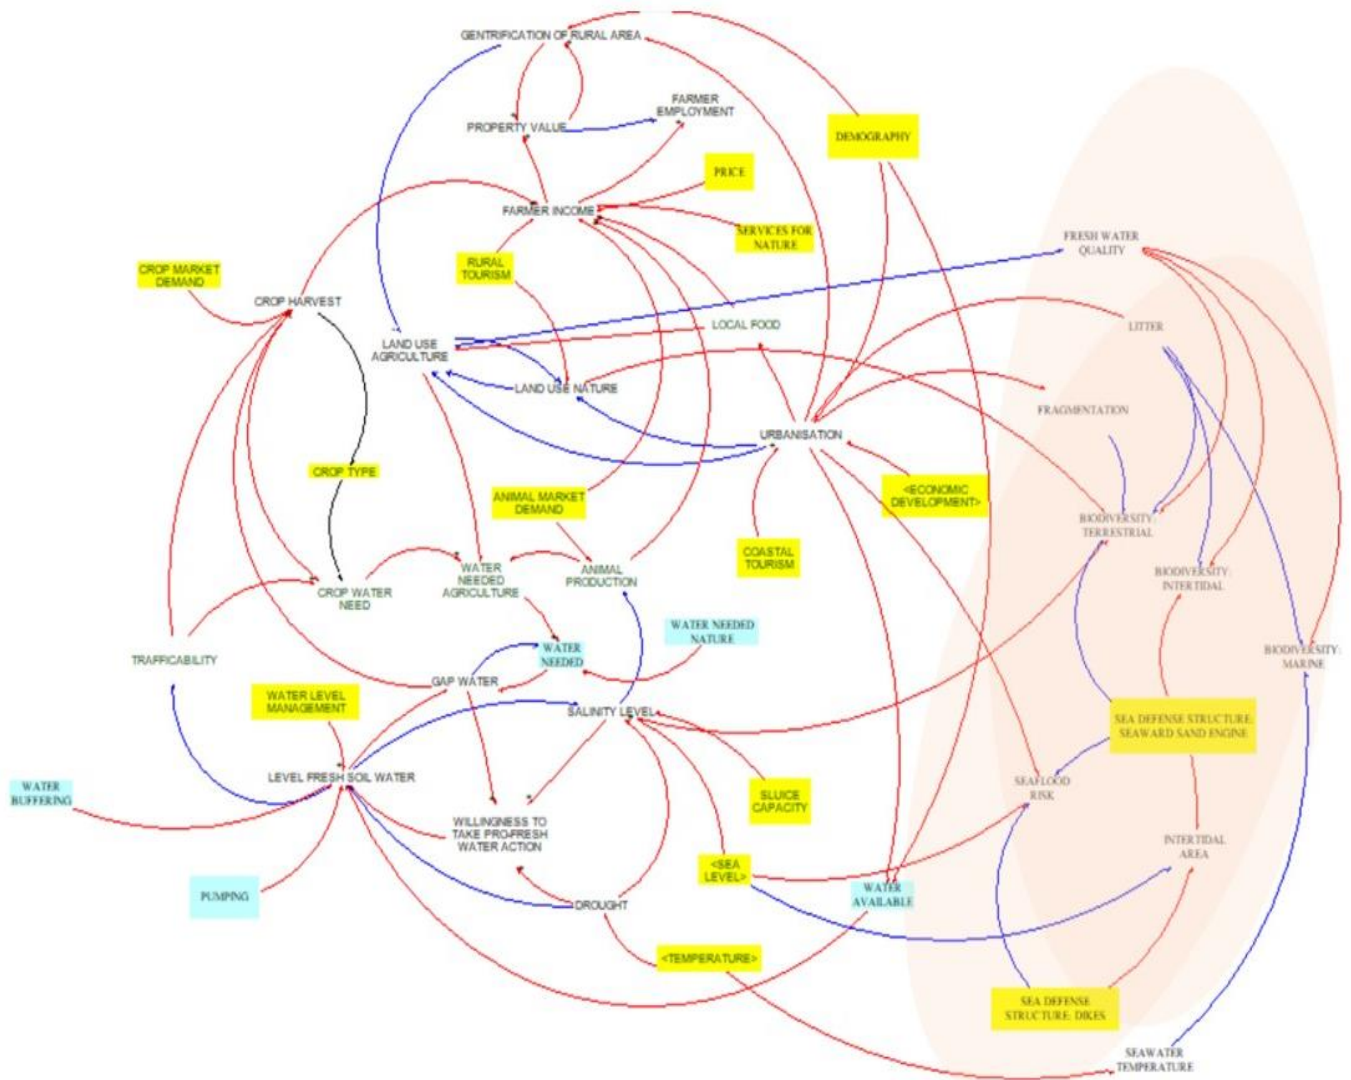 GENTRIFICATION OF RURAL AREA
FARMER
EMPLOYMENT
PROPERTY VALUE
DEMOGRAPHY
PRICE
FARMER INCOME
SERVICES FOR
NATURE
FRESH WATER
QUALITY
RURAL
TOURISM
CROP MARKET
DEMAND
CROP HARVEST
LOCAL FOOD
LITTER
LAND USE
AGRICULTURE
LAND USE NATURE
FRAGMENTATION
URBANISATION
CROP TYPE
ANIMAL MARKET
DEMAND
<ECONOMIC
DEVELOPMENT>
BIODIVERSITY:
TERRESTRIAL
COASTAL
TOURISM
WATER
NEEDED
AGRICULTURE
ANIMAL
PRODUCTION
BIODIVERSITY:
INTERTIDAL
CROP WATER
NEED
WATER NEEDED
NATURE
TRAFFICABILITY
WATER
NEEDED
BIODIVERSITY:
MARINE
GAP WATER
WATER LEVEL
MANAGEMENT
SALINITY LEVEL
SEA DEFENSE STRUCTURE:
SEAWARD SAND ENGINE
LEVEL FRESH SOIL WATER
WATER
BUFFERING
SLUICE
CAPACITY
SEAFLOOD
RISK
WILLINGNESS TO
TAKE PRO-FRESH
WATER ACTION
INTERTIDAL
AREA
<SEA
LEVEL>
PUMPING
DROUGHT
WATER
AVAILABLE
<TEMPERATURE>
SEA DEFENSE
STRUCTURE: DIKES
SEAWATER
TEMPERATURE